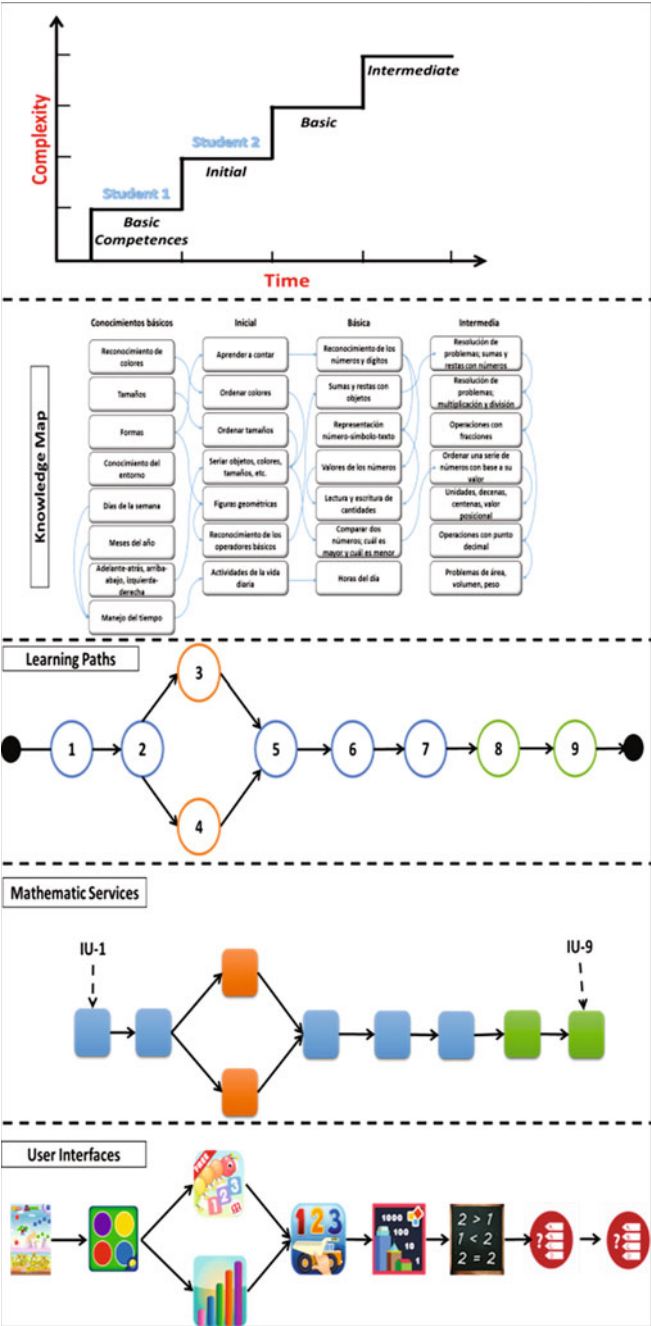 Complexity
Intermediate
Basic
Student 2
Initial
Student 1
Basic
Competences
Time
Knowledge Map
Conocimientos básicos
Reconocimiento de
colores
Tamaños
Formas
Conocimiento del
entorno
Días de la semana
Meses del año
Adelante-atrás, arriba-
abajo, izquierda-
derecha
Manejo del tiempo
Inicial
Aprender a contar
Ordenar colores
Ordenar tamaños
Seriar objetos, colores,
tamaños, etc.
Figuras geométricas
Reconocimiento de los
operadores básicos
Actividades de la vida
diaria
Básica
Reconocimiento de los
números y dígitos
Sumas y restas con
objetos
Representación
número-símbolo-texto
Valores de los números
Lectura y escritura de
cantidades
Comparar dos
números; cuál es
mayor y cuál es menor
Horas del día
Intermedia
Resolución de
problemas; sumas y
restas con números
Resolución de
problemas;
multiplicación y división
Operaciones con
fracciones
Ordenar una serie de
números con base a su
valor
Unidades, decenas,
centenas, valor
posicional
Operaciones con punto
decimal
Problemas de área,
volumen, peso
Learning Paths
3
1
2
5
6
7
8
9
4
Mathematic Services
IU-1
IU-9
User Interfaces
FREE
1 2 3
1 2 3
1000
100
10
1
2 > 1
1 < 2
2 = 2
?
?